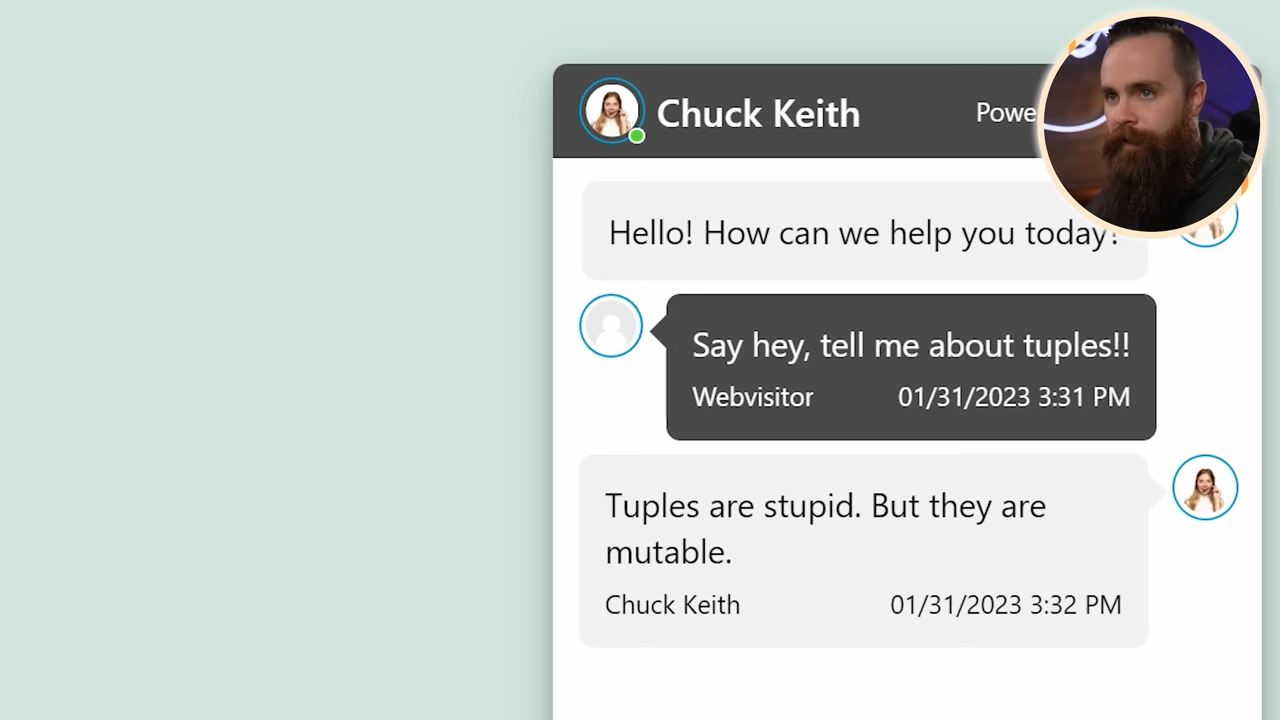 Chuck Keith
Hello! How can we help you today?
Say hey, tell me about tuples!!
Webvisitor 01/31/2023 3:31 PM
Tuples are stupid. But they are
mutable.
Chuck Keith 01/31/2023 3:32 PM